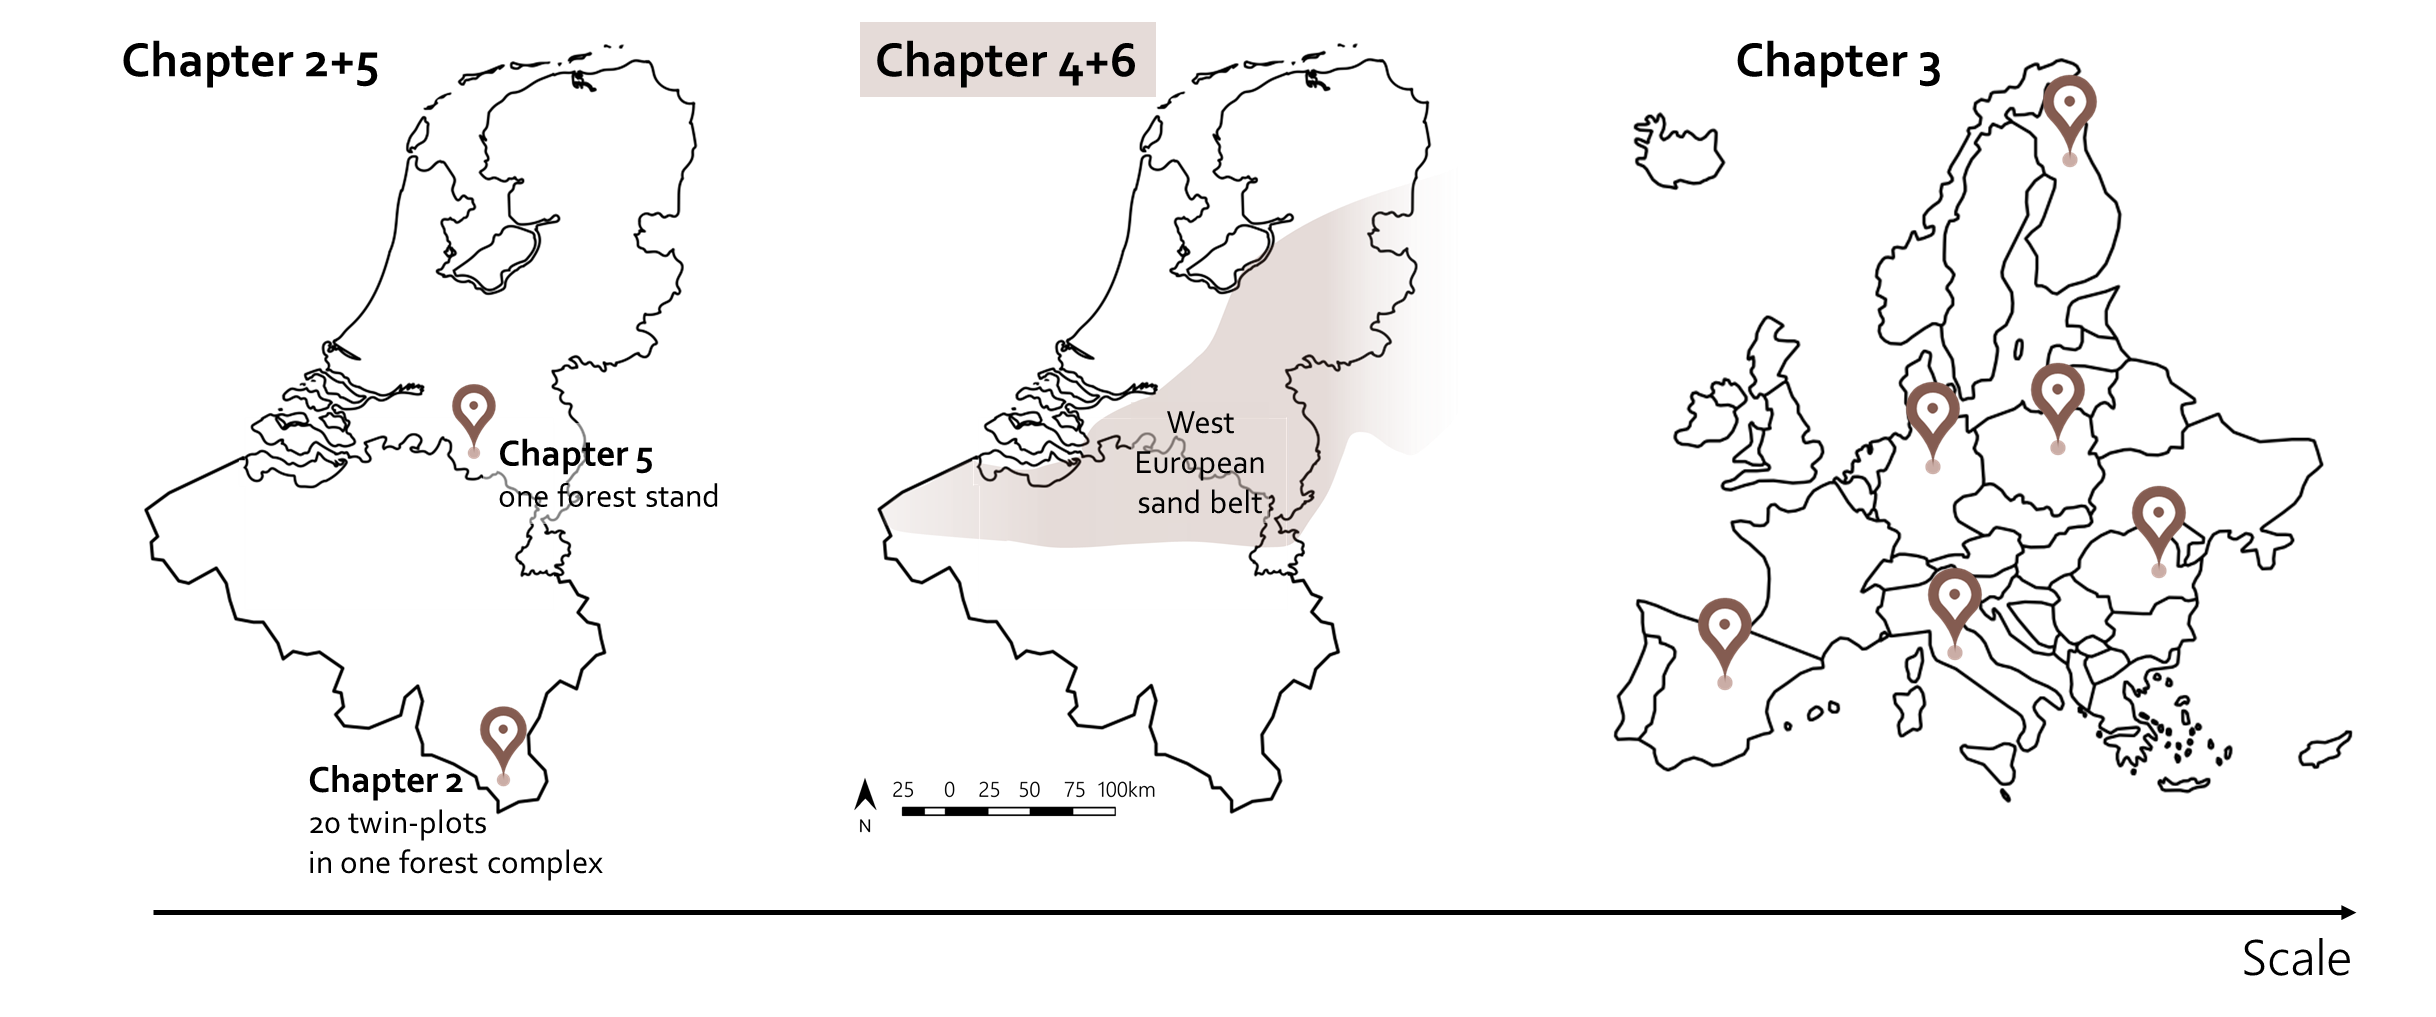 Chapter 2+5
Chapter 5
one forest stand
Chapter 2
20 twin-plots
in one forest complex
Chapter 4+6
West
European
sand belt
N
25 0 25 50 75 100km
Chapter 3
Scale